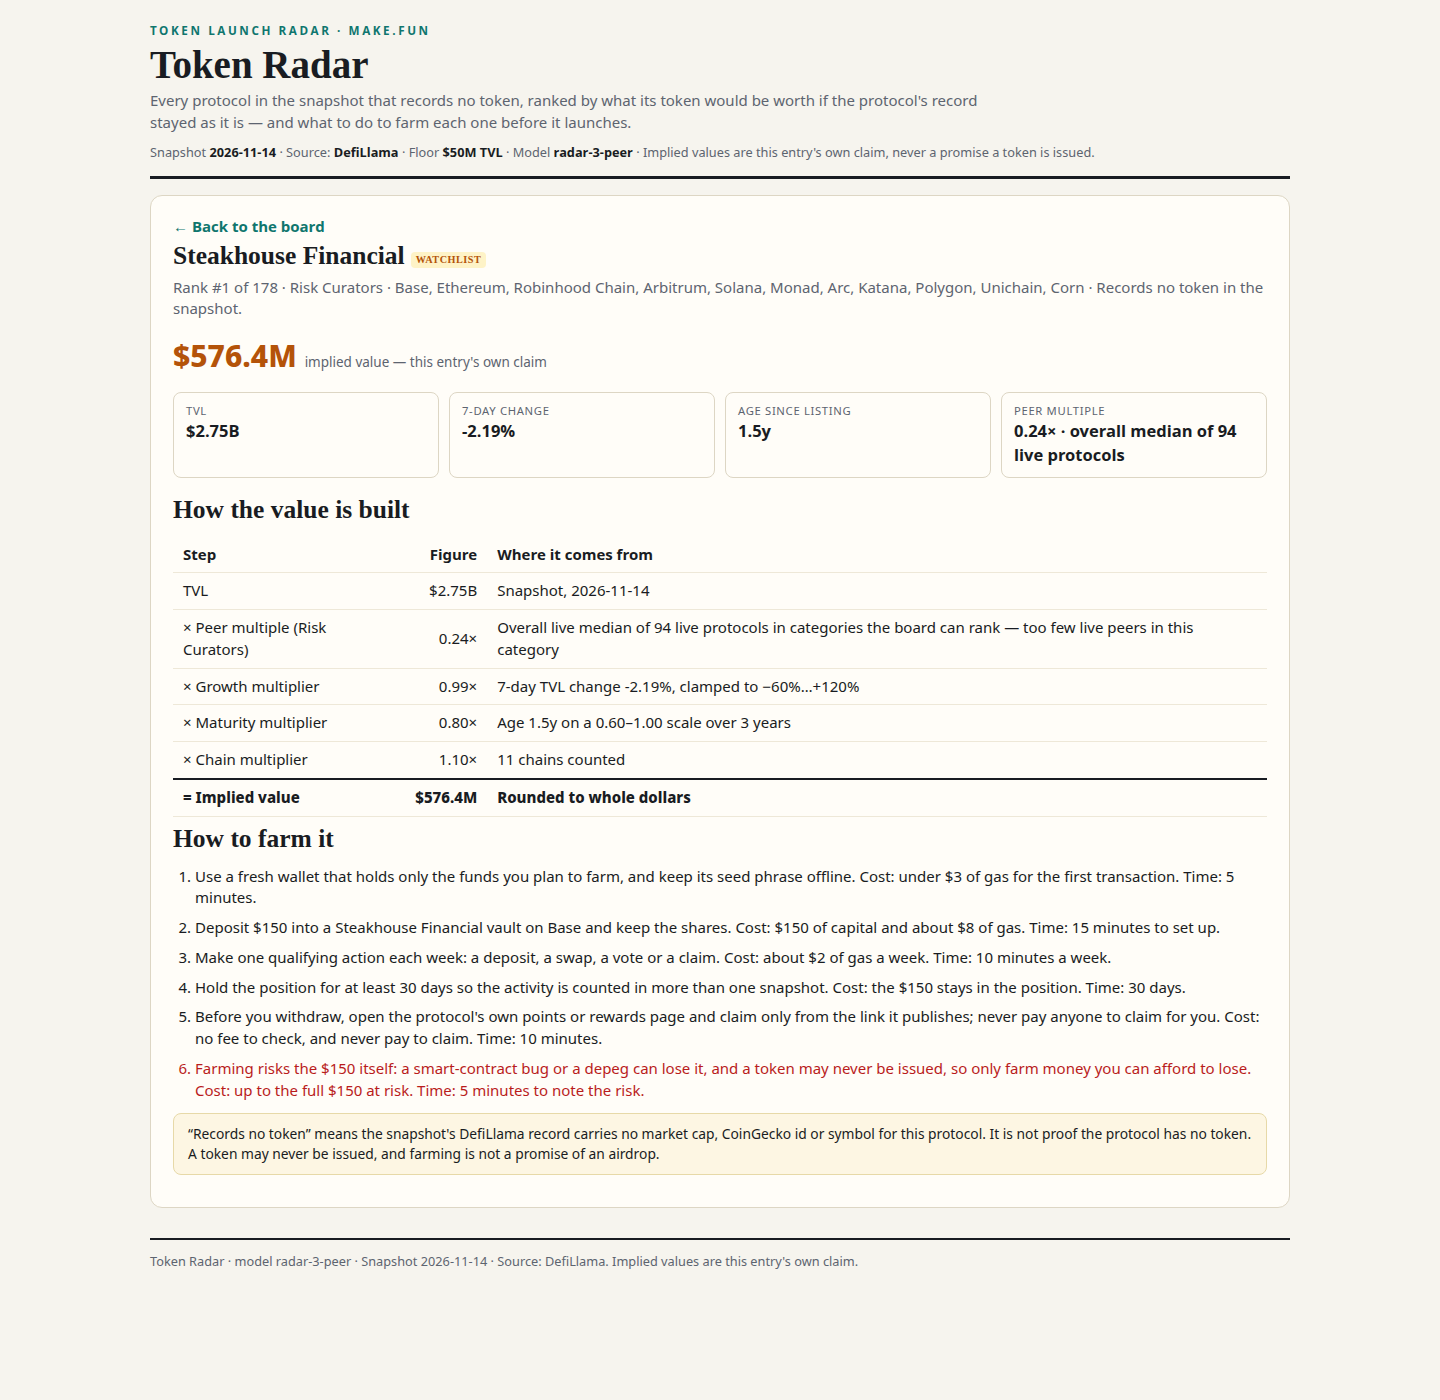 TOKEN LAUNCH RADAR · MAKE.FUN
Token Radar
Every protocol in the snapshot that records no token, ranked by what its token would be worth if the protocol's record
stayed as it is — and what to do to farm each one before it launches.
Snapshot 2026-11-14 · Source: DefiLlama · Floor $50M TVL · Model radar-3-peer · Implied values are this entry's own claim, never a promise a token is issued.
← Back to the board
Steakhouse Financial WATCHLIST
Rank #1 of 178 · Risk Curators · Base, Ethereum, Robinhood Chain, Arbitrum, Solana, Monad, Arc, Katana, Polygon, Unichain, Corn · Records no token in the
snapshot.
$576.4M implied value — this entry's own claim
TVL
$2.75B
7-DAY CHANGE
-2.19%
AGE SINCE LISTING
1.5y
PEER MULTIPLE
0.24× · overall median of 94
live protocols
How the value is built
Step Figure Where it comes from
TVL $2.75B Snapshot, 2026-11-14
× Peer multiple (Risk
Curators) 0.24× Overall live median of 94 live protocols in categories the board can rank — too few live peers in this
category
× Growth multiplier 0.99× 7-day TVL change -2.19%, clamped to −60%…+120%
× Maturity multiplier 0.80× Age 1.5y on a 0.60–1.00 scale over 3 years
× Chain multiplier 1.10× 11 chains counted
= Implied value $576.4M Rounded to whole dollars
How to farm it
1. Use a fresh wallet that holds only the funds you plan to farm, and keep its seed phrase offline. Cost: under $3 of gas for the first transaction. Time: 5
minutes.
2. Deposit $150 into a Steakhouse Financial vault on Base and keep the shares. Cost: $150 of capital and about $8 of gas. Time: 15 minutes to set up.
3. Make one qualifying action each week: a deposit, a swap, a vote or a claim. Cost: about $2 of gas a week. Time: 10 minutes a week.
4. Hold the position for at least 30 days so the activity is counted in more than one snapshot. Cost: the $150 stays in the position. Time: 30 days.
5. Before you withdraw, open the protocol's own points or rewards page and claim only from the link it publishes; never pay anyone to claim for you. Cost:
no fee to check, and never pay to claim. Time: 10 minutes.
6. Farming risks the $150 itself: a smart-contract bug or a depeg can lose it, and a token may never be issued, so only farm money you can afford to lose.
Cost: up to the full $150 at risk. Time: 5 minutes to note the risk.
“Records no token” means the snapshot's DefiLlama record carries no market cap, CoinGecko id or symbol for this protocol. It is not proof the protocol has no token.
A token may never be issued, and farming is not a promise of an airdrop.
Token Radar · model radar-3-peer · Snapshot 2026-11-14 · Source: DefiLlama. Implied values are this entry's own claim.